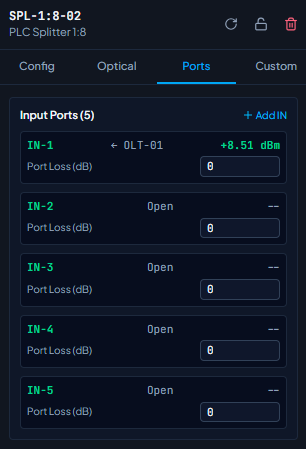 SPL-1:8-02
PLC Splitter 1:8
Config Optical Ports Custom
Input Ports (5) + Add IN
IN-1 ← OLT-01 +8.51 dBm
Port Loss (dB) 0
IN-2 Open --
Port Loss (dB) 0
IN-3 Open --
Port Loss (dB) 0
IN-4 Open --
Port Loss (dB) 0
IN-5 Open --
Port Loss (dB) 0